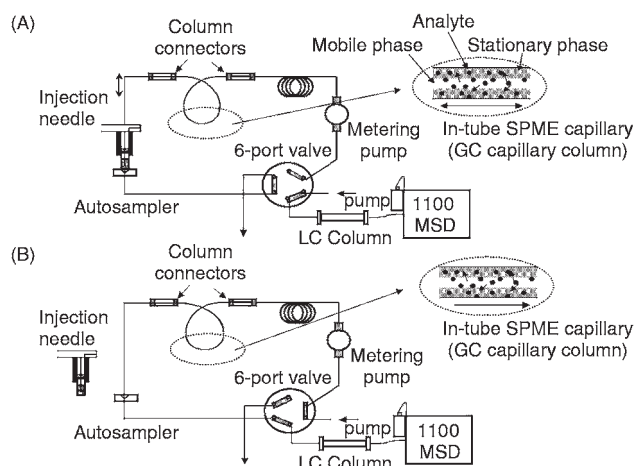 (A)
Column
connectors
Analyte
Mobile phase
Stationary phase
Injection
needle
In-tube SPME capillary
(GC capillary column)
Metering
pump
6-port valve
Autosampler
pump
1100
MSD
LC Column
(B)
Column
connectors
Injection
needle
In-tube SPME capillary
(GC capillary column)
Metering
pump
6-port valve
Autosampler
pump
1100
MSD
LC Column